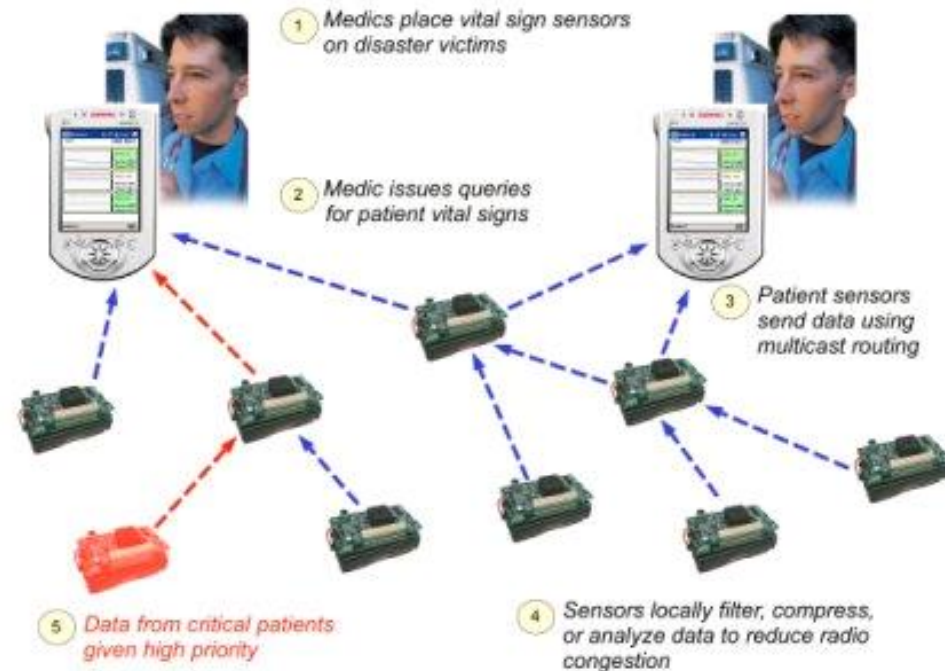 1 Medics place vital sign sensors
on disaster victims
2 Medic issues queries
for patient vital signs
3 Patient sensors
send data using
multicast routing
4 Sensors locally filter, compress,
or analyze data to reduce radio
congestion
5 Data from critical patients
given high priority